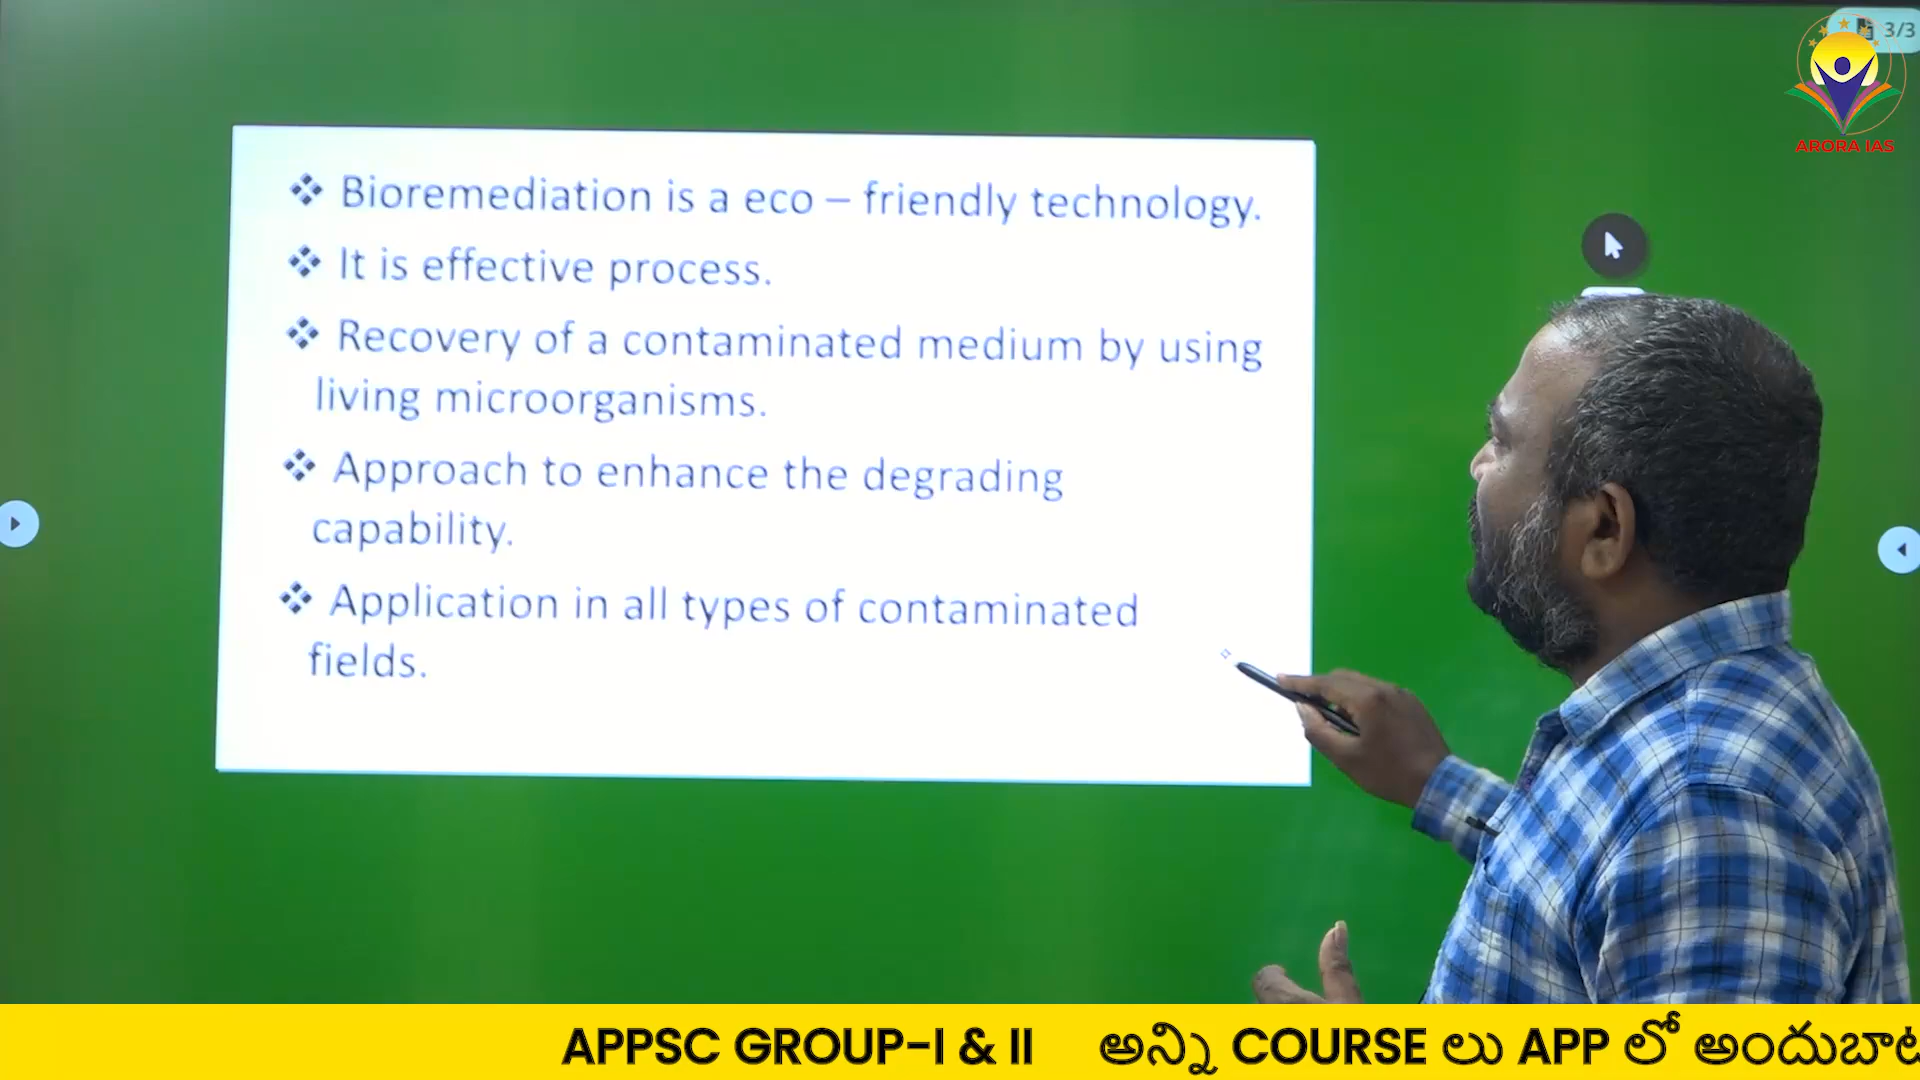 3/3
ARORA IAS
Bioremediation is a eco – friendly technology.
It is effective process.
Recovery of a contaminated medium by using
living microorganisms.
Approach to enhance the degrading
capability.
Application in all types of contaminated
fields.
APPSC GROUP-I & II అన్ని COURSE లు APP లో